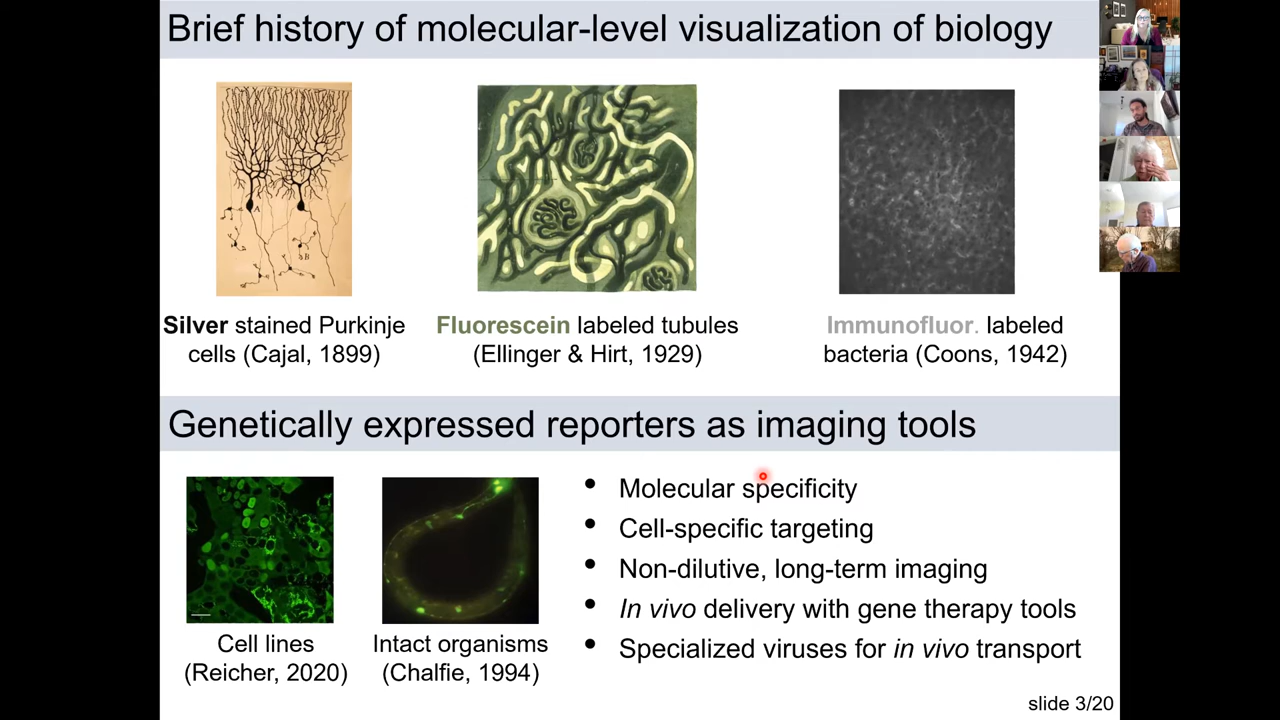 Brief history of molecular-level visualization of biology
A
B
Silver stained Purkinje
cells (Cajal, 1899)
Fluorescein labeled tubules
(Ellinger & Hirt, 1929)
Immunofluor. labeled
bacteria (Coons, 1942)
Genetically expressed reporters as imaging tools
Cell lines
(Reicher, 2020)
Intact organisms
(Chalfie, 1994)
• Molecular specificity
• Cell-specific targeting
• Non-dilutive, long-term imaging
• In vivo delivery with gene therapy tools
• Specialized viruses for in vivo transport
slide 3/20